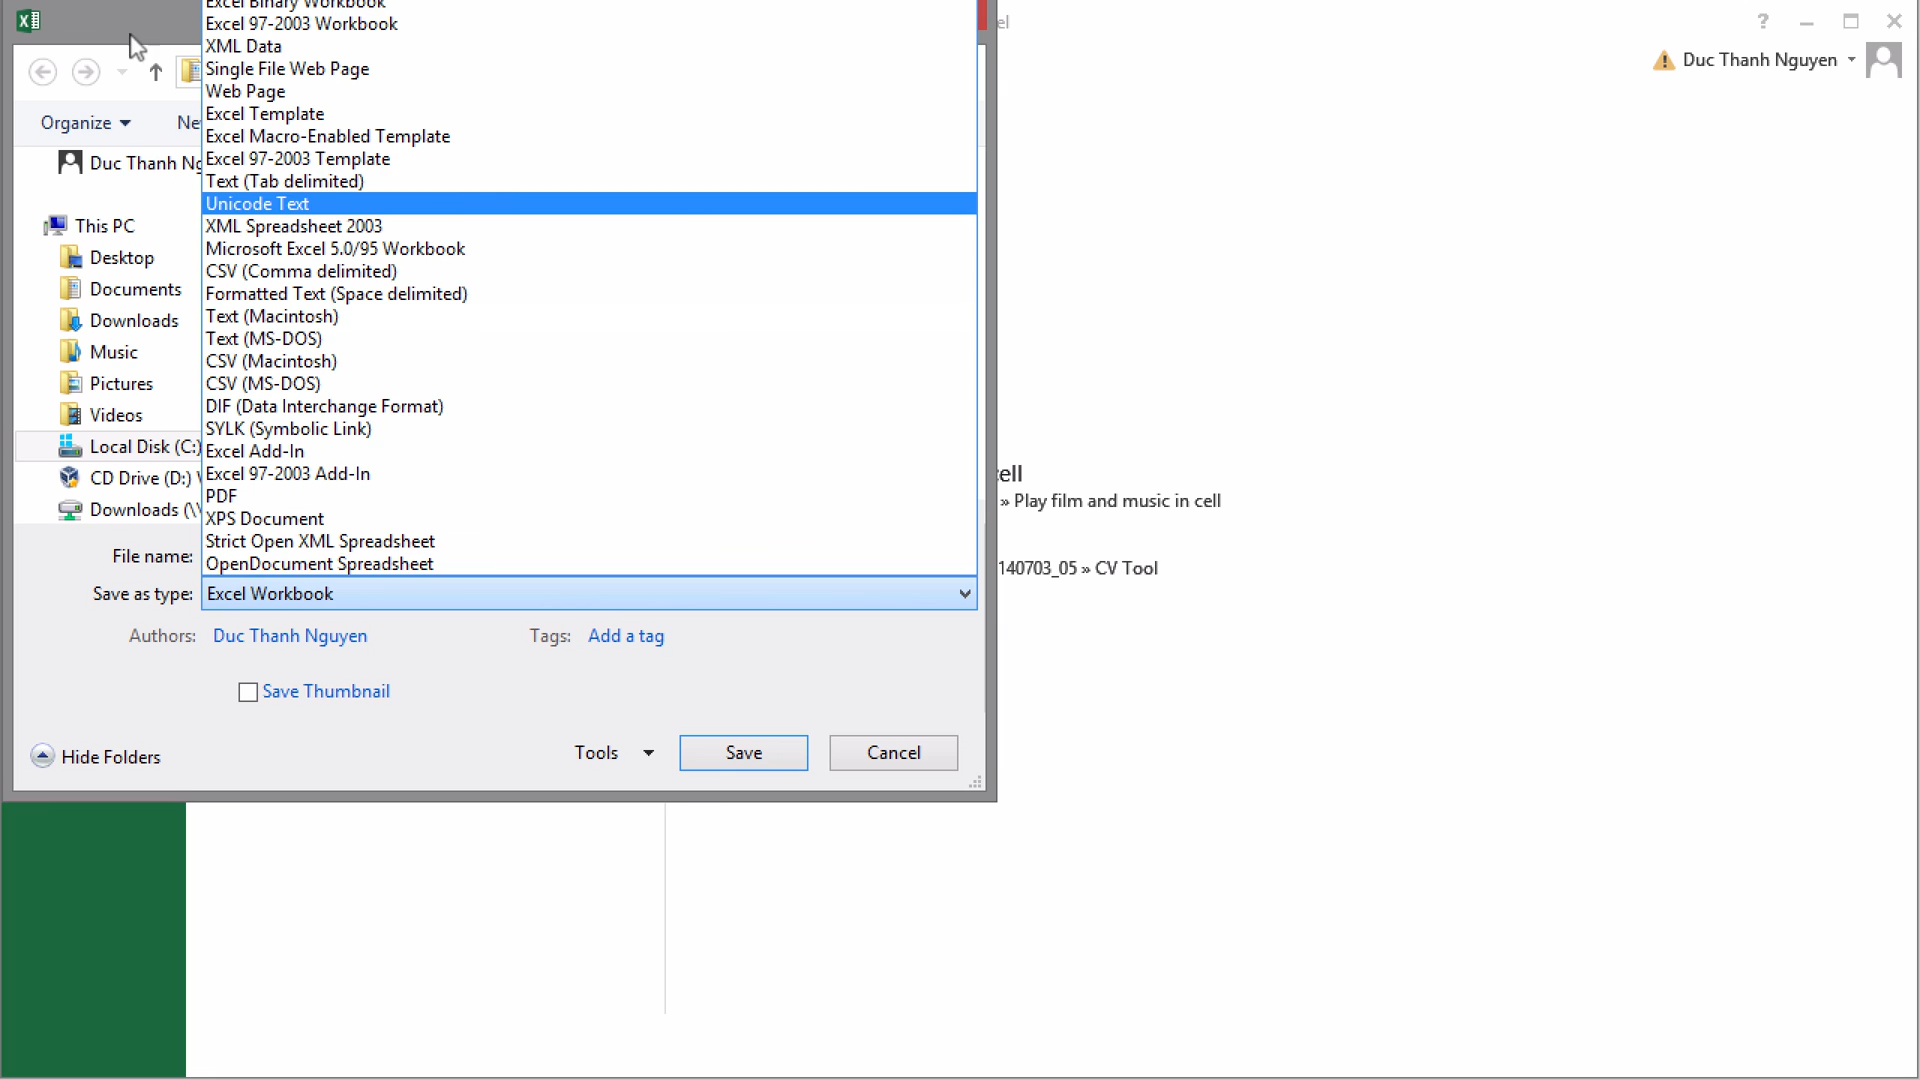 Excel Binary Workbook
Excel 97-2003 Workbook
XML Data
Single File Web Page
Web Page
Excel Template
Excel Macro-Enabled Template
Excel 97-2003 Template
Text (Tab delimited)
Unicode Text
XML Spreadsheet 2003
Microsoft Excel 5.0/95 Workbook
CSV (Comma delimited)
Formatted Text (Space delimited)
Text (Macintosh)
Text (MS-DOS)
CSV (Macintosh)
CSV (MS-DOS)
DIF (Data Interchange Format)
SYLK (Symbolic Link)
Excel Add-In
Excel 97-2003 Add-In
PDF
XPS Document
Strict Open XML Spreadsheet
OpenDocument Spreadsheet
Organize
Duc Thanh
This PC
Desktop
Documents
Downloads
Music
Pictures
Videos
Local Disk (C:)
CD Drive (D:)
Downloads (\\
File name:
Save as type: Excel Workbook
Authors: Duc Thanh Nguyen Tags: Add a tag
Save Thumbnail
Hide Folders Tools Save Cancel
el
?
Duc Thanh Nguyen
cell
» Play film and music in cell
140703_05 » CV Tool